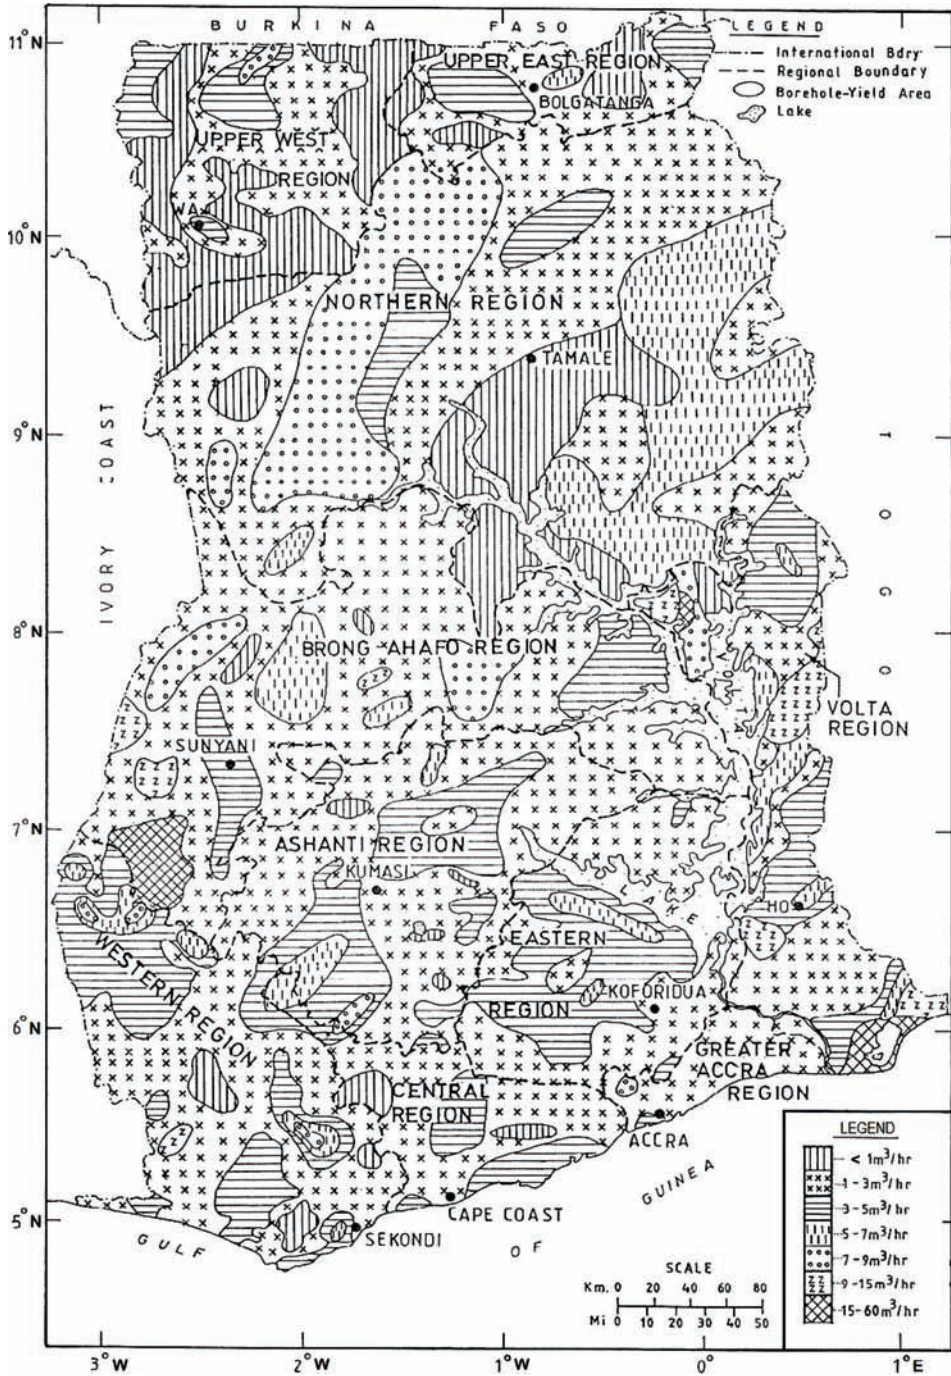 BURKINA FASO
LEGEND
International Bdry
Regional Boundary
Borehole-Yield Area
Lake
11°N
10°N
9°N
8°N
7°N
6°N
5°N
UPPER EAST REGION
BOLGATANGA
UPPER WEST
REGION
WA
NORTHERN REGION
TAMALE
IVORY COAST
TOGO
BRONG AHAFO REGION
VOLTA
REGION
SUNYANI
ASHANTI REGION
KUMASI
LAKE
VOLTA
HO
WESTERN
REGION
EASTERN
REGION
KOFORIDUA
GREATER
ACCRA
REGION
CENTRAL
REGION
ACCRA
CAPE COAST
SEKONDI
GULF OF GUINEA
SCALE
Km. 0 20 40 60 80
Mi 0 10 20 30 40 50
LEGEND
< 1m³/hr
1-3m³/hr
3-5m³/hr
5-7m³/hr
7-9m³/hr
9-15m³/hr
15-60m³/hr
3°W
2°W
1°W
0°
1°E